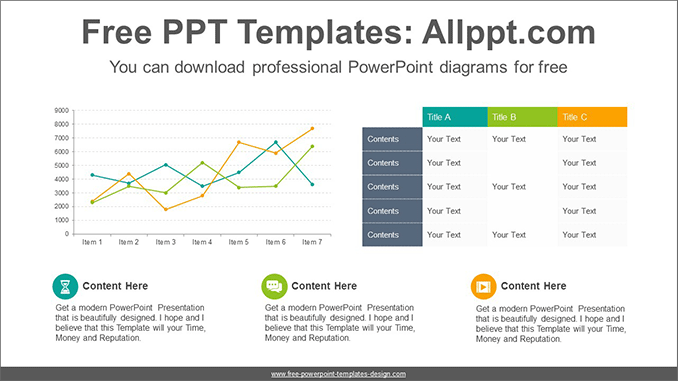 Free PPT Templates: Allppt.com
You can download professional PowerPoint diagrams for free
9000
8000
7000
6000
5000
4000
3000
2000
1000
0
Item 1 Item 2 Item 3 Item 4 Item 5 Item 6 Item 7
Title A Title B Title C
Contents Your Text Your Text Your Text
Contents Your Text Your Text
Contents Your Text Your Text Your Text
Contents Your Text Your Text
Contents Your Text Your Text Your Text
Content Here
Get a modern PowerPoint Presentation
that is beautifully designed. I hope and I
believe that this Template will your Time,
Money and Reputation.
Content Here
Get a modern PowerPoint Presentation
that is beautifully designed. I hope and I
believe that this Template will your Time,
Money and Reputation.
Content Here
Get a modern PowerPoint Presentation
that is beautifully designed. I hope and I
believe that this Template will your Time,
Money and Reputation.
www.free-powerpoint-templates-design.com